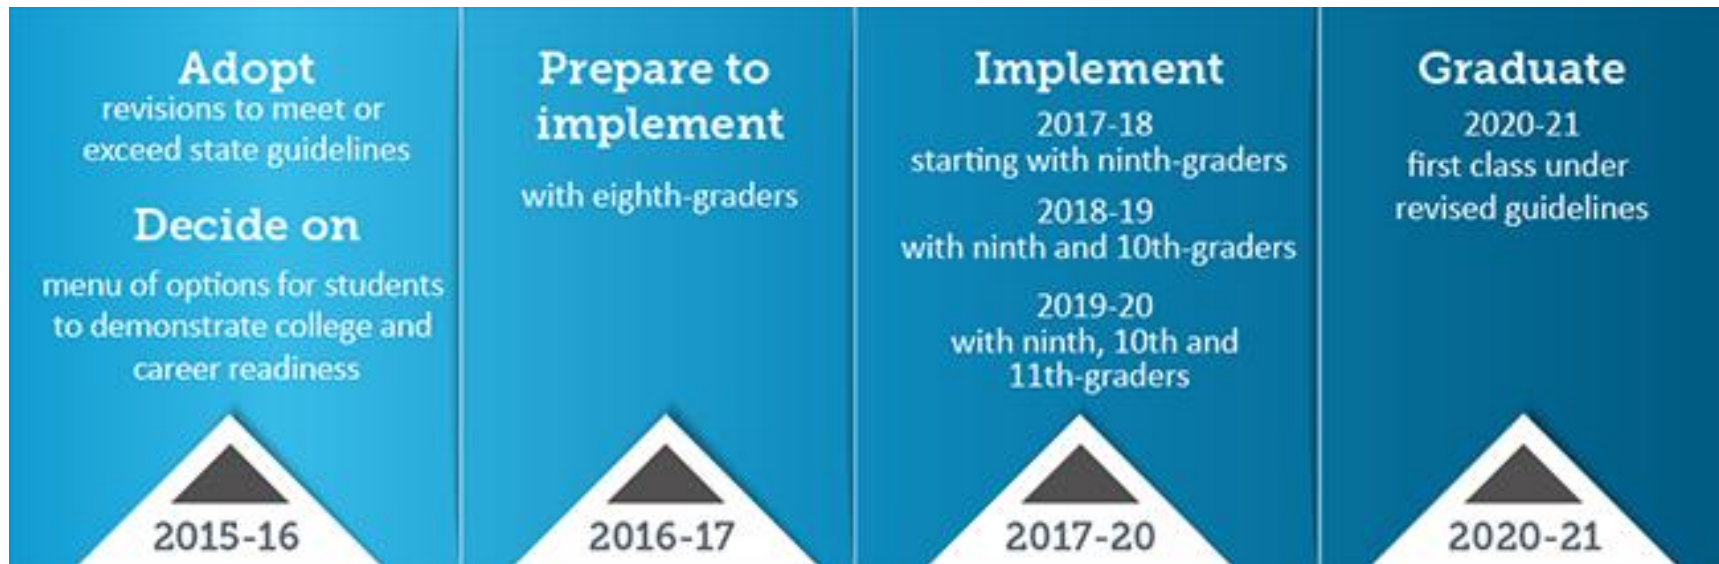 Adopt
revisions to meet or
exceed state guidelines
Decide on
menu of options for students
to demonstrate college and
career readiness
2015-16
Prepare to
implement
with eighth-graders
2016-17
Implement
2017-18
starting with ninth-graders
2018-19
with ninth and 10th-graders
2019-20
with ninth, 10th and
11th-graders
2017-20
Graduate
2020-21
first class under
revised guidelines
2020-21